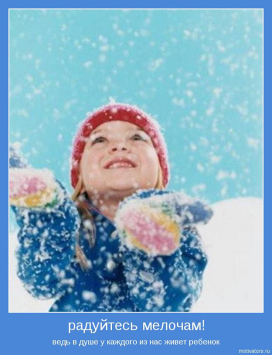 радуйтесь мелочам!
ведь в душе у каждого из нас живет ребенок
motivators.ru